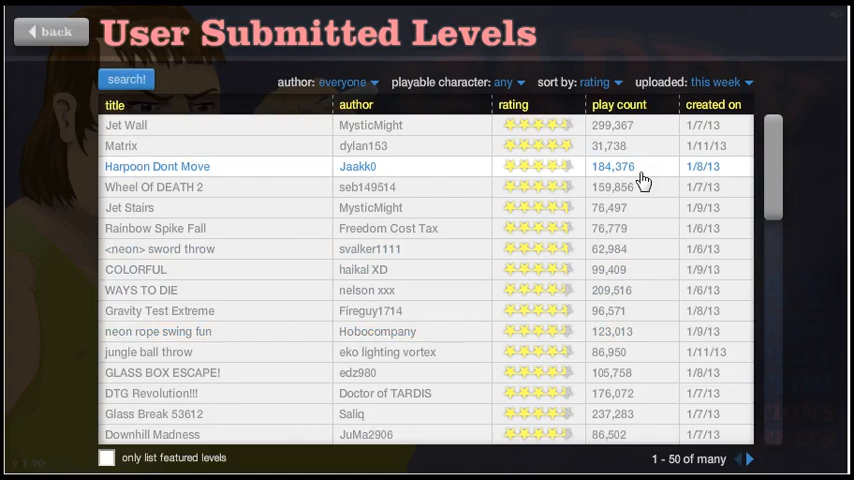 back User Submitted Levels
search! author: everyone playable character: any sort by: rating uploaded: this week
title author rating play count created on
Jet Wall MysticMight 299,367 1/7/13
Matrix dylan153 31,738 1/11/13
Harpoon Dont Move Jaakk0 184,376 1/8/13
Wheel Of DEATH 2 seb149514 159,856 1/7/13
Jet Stairs MysticMight 76,497 1/9/13
Rainbow Spike Fall Freedom Cost Tax 76,779 1/6/13
<neon> sword throw svalker1111 62,984 1/6/13
COLORFUL haikal XD 99,409 1/9/13
WAYS TO DIE nelson xxx 209,516 1/6/13
Gravity Test Extreme Fireguy1714 96,571 1/8/13
neon rope swing fun Hobocompany 123,013 1/9/13
jungle ball throw eko lighting vortex 86,950 1/11/13
GLASS BOX ESCAPE! edz980 105,758 1/8/13
DTG Revolution!!! Doctor of TARDIS 176,072 1/7/13
Glass Break 53612 Saliq 237,283 1/7/13
Downhill Madness JuMa2906 86,502 1/7/13
only list featured levels 1 - 50 of many